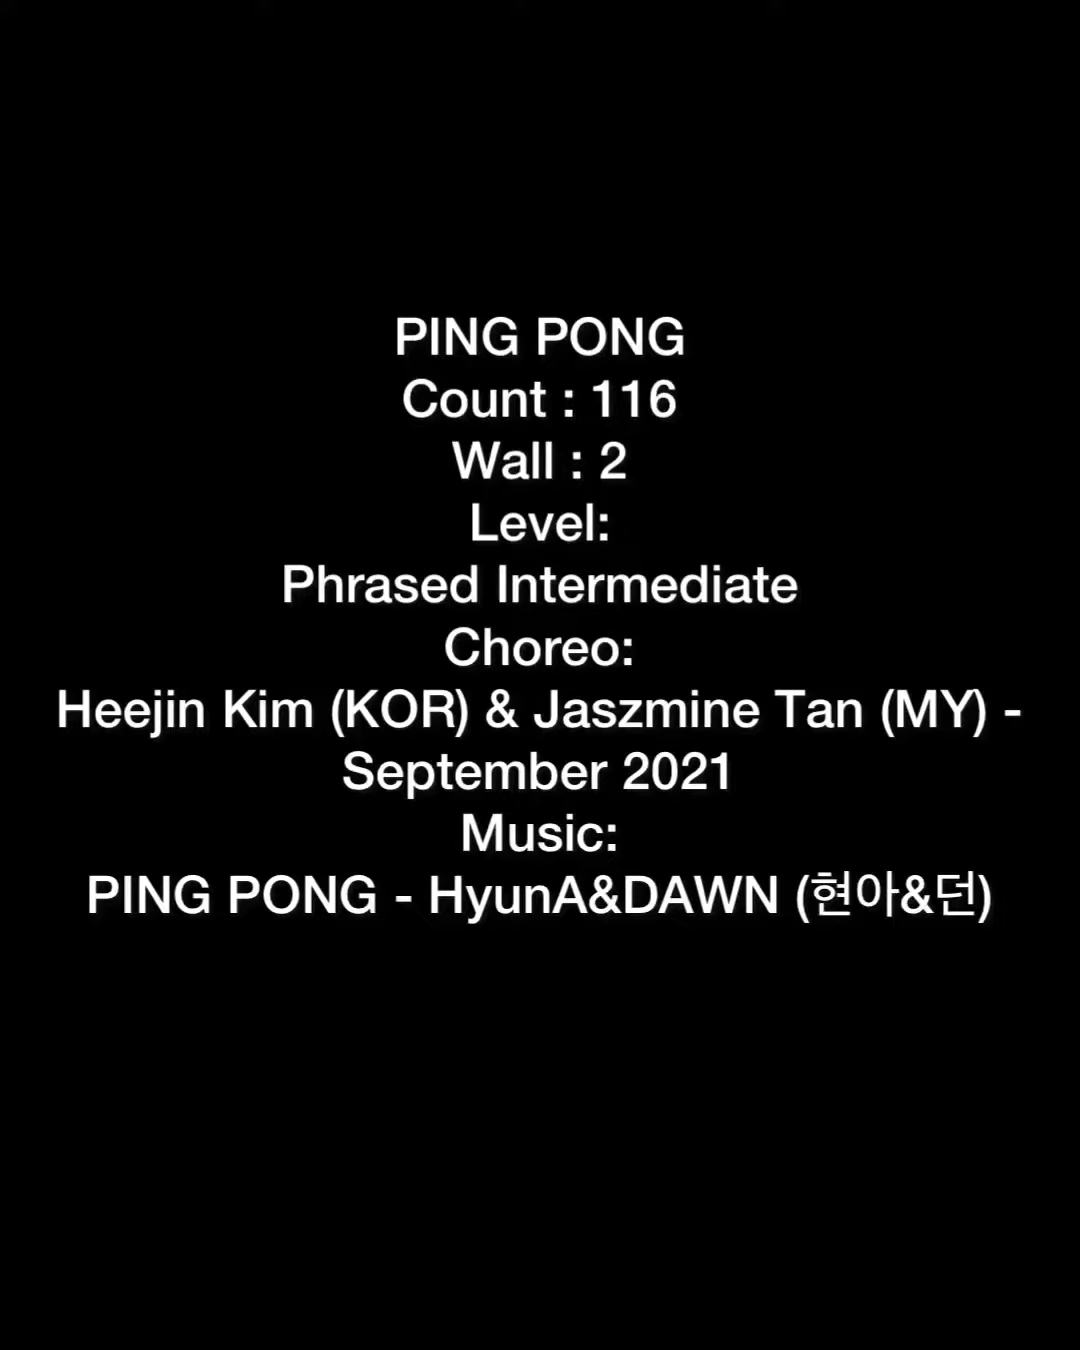 PING PONG
Count : 116
Wall : 2
Level:
Phrased Intermediate
Choreo:
Heejin Kim (KOR) & Jaszmine Tan (MY) -
September 2021
Music:
PING PONG - HyunA&DAWN (현아&던)